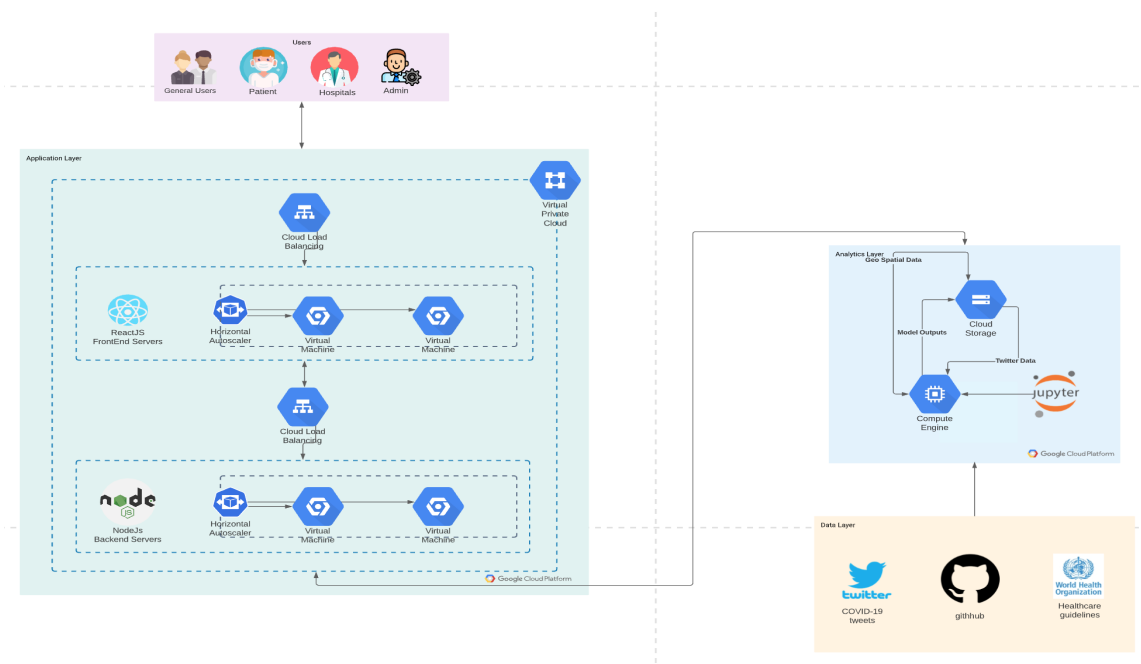 Users
General Users
Patient
Hospitals
Admin
Application Layer
Virtual
Private
Cloud
Cloud Load
Balancing
ReactJS
FrontEnd Servers
Horizontal
Autoscaler
Virtual
Machine
Virtual
Machine
Cloud Load
Balancing
node
JS
NodeJs
Backend Servers
Horizontal
Autoscaler
Virtual
Machine
Virtual
Machine
Google Cloud Platform
Analytics Layer
Geo Spatial Data
Cloud
Storage
Model Outputs
Twitter Data
jupyter
Compute
Engine
Google Cloud Platform
Data Layer
twitter
COVID-19
tweets
githhub
World Health
Organization
Healthcare
guidelines